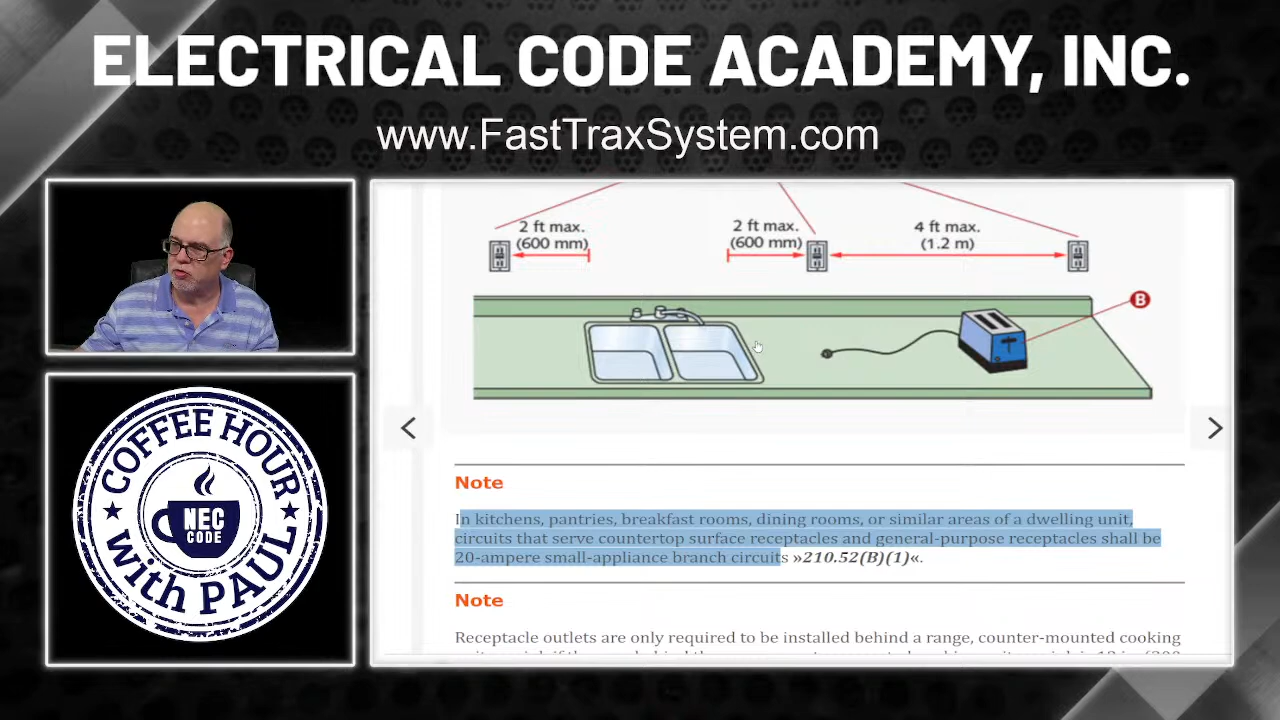 ELECTRICAL CODE ACADEMY, INC.
www.FastTraxSystem.com
2 ft max.
(600 mm)
2 ft max.
(600 mm)
4 ft max.
(1.2 m)
B
COFFEE HOUR
NEC
CODE
with PAUL
Note
In kitchens, pantries, breakfast rooms, dining rooms, or similar areas of a dwelling unit,
circuits that serve countertop surface receptacles and general-purpose receptacles shall be
20-ampere small-appliance branch circuits »210.52(B)(1)«.
Note
Receptacle outlets are only required to be installed behind a range, counter-mounted cooking